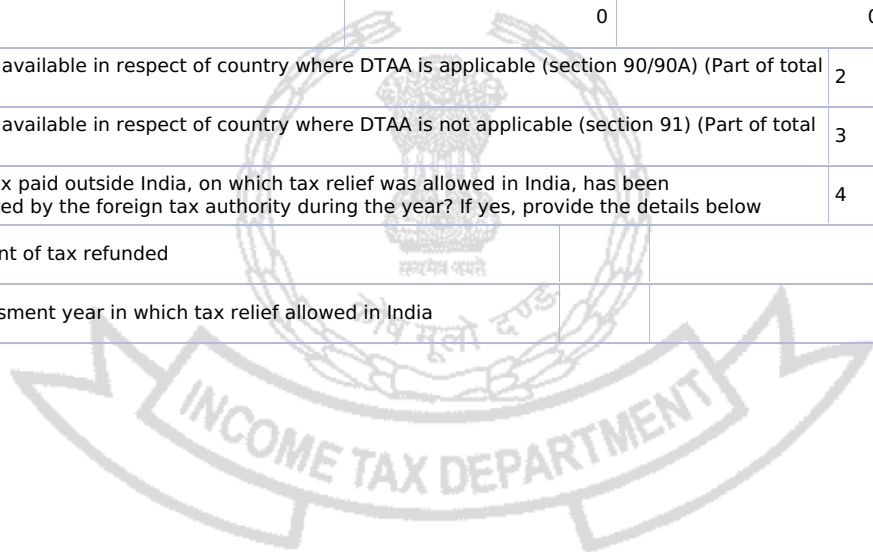 0 0
available in respect of country where DTAA is applicable (section 90/90A) (Part of total
2
available in respect of country where DTAA is not applicable (section 91) (Part of total
3
x paid outside India, on which tax relief was allowed in India, has been
ed by the foreign tax authority during the year? If yes, provide the details below
4
nt of tax refunded
सत्यमेव जयते
sment year in which tax relief allowed in India
कोष मूलो दण्डः
INCOME TAX DEPARTMENT